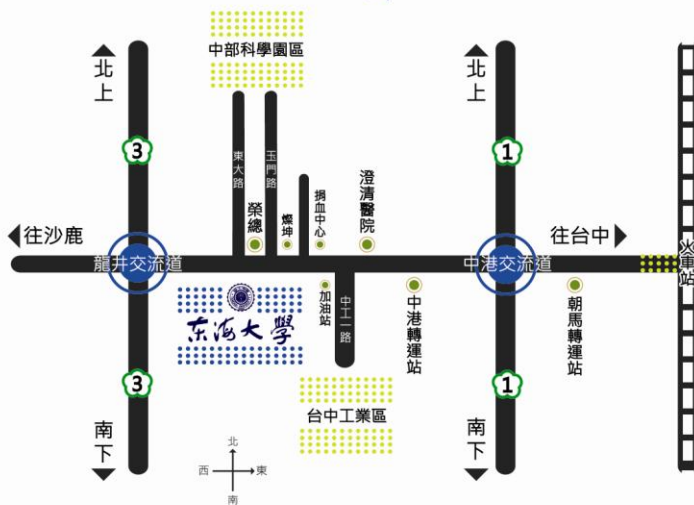 中部科學園區
北上
北上
3
1
東大路
玉門路
榮總
燦坤
捐血中心
澄清醫院
往沙鹿
往台中
龍井交流道
中港交流道
火車站
东海大學
加油站
中工一路
中港轉運站
朝馬轉運站
3
1
台中工業區
南下
南下
北
西
東
南